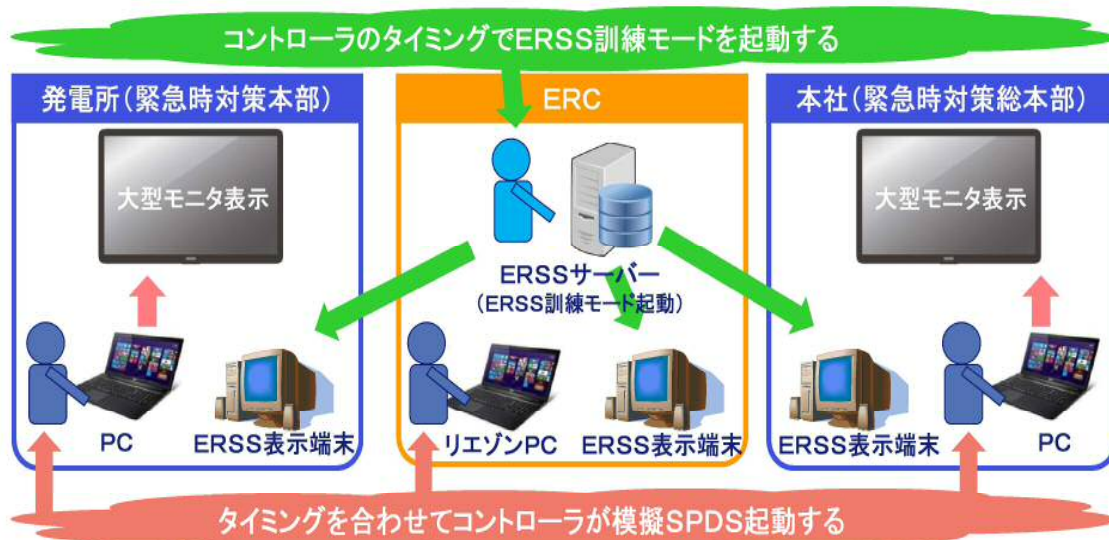 コントローラのタイミングでERSS訓練モードを起動する
発電所(緊急時対策本部)
ERC
本社(緊急時対策総本部)
大型モニタ表示
大型モニタ表示
ERSSサーバー
(ERSS訓練モード起動)
PC
ERSS表示端末
リエゾンPC
ERSS表示端末
ERSS表示端末
PC
タイミングを合わせてコントローラが模擬SPDS起動する